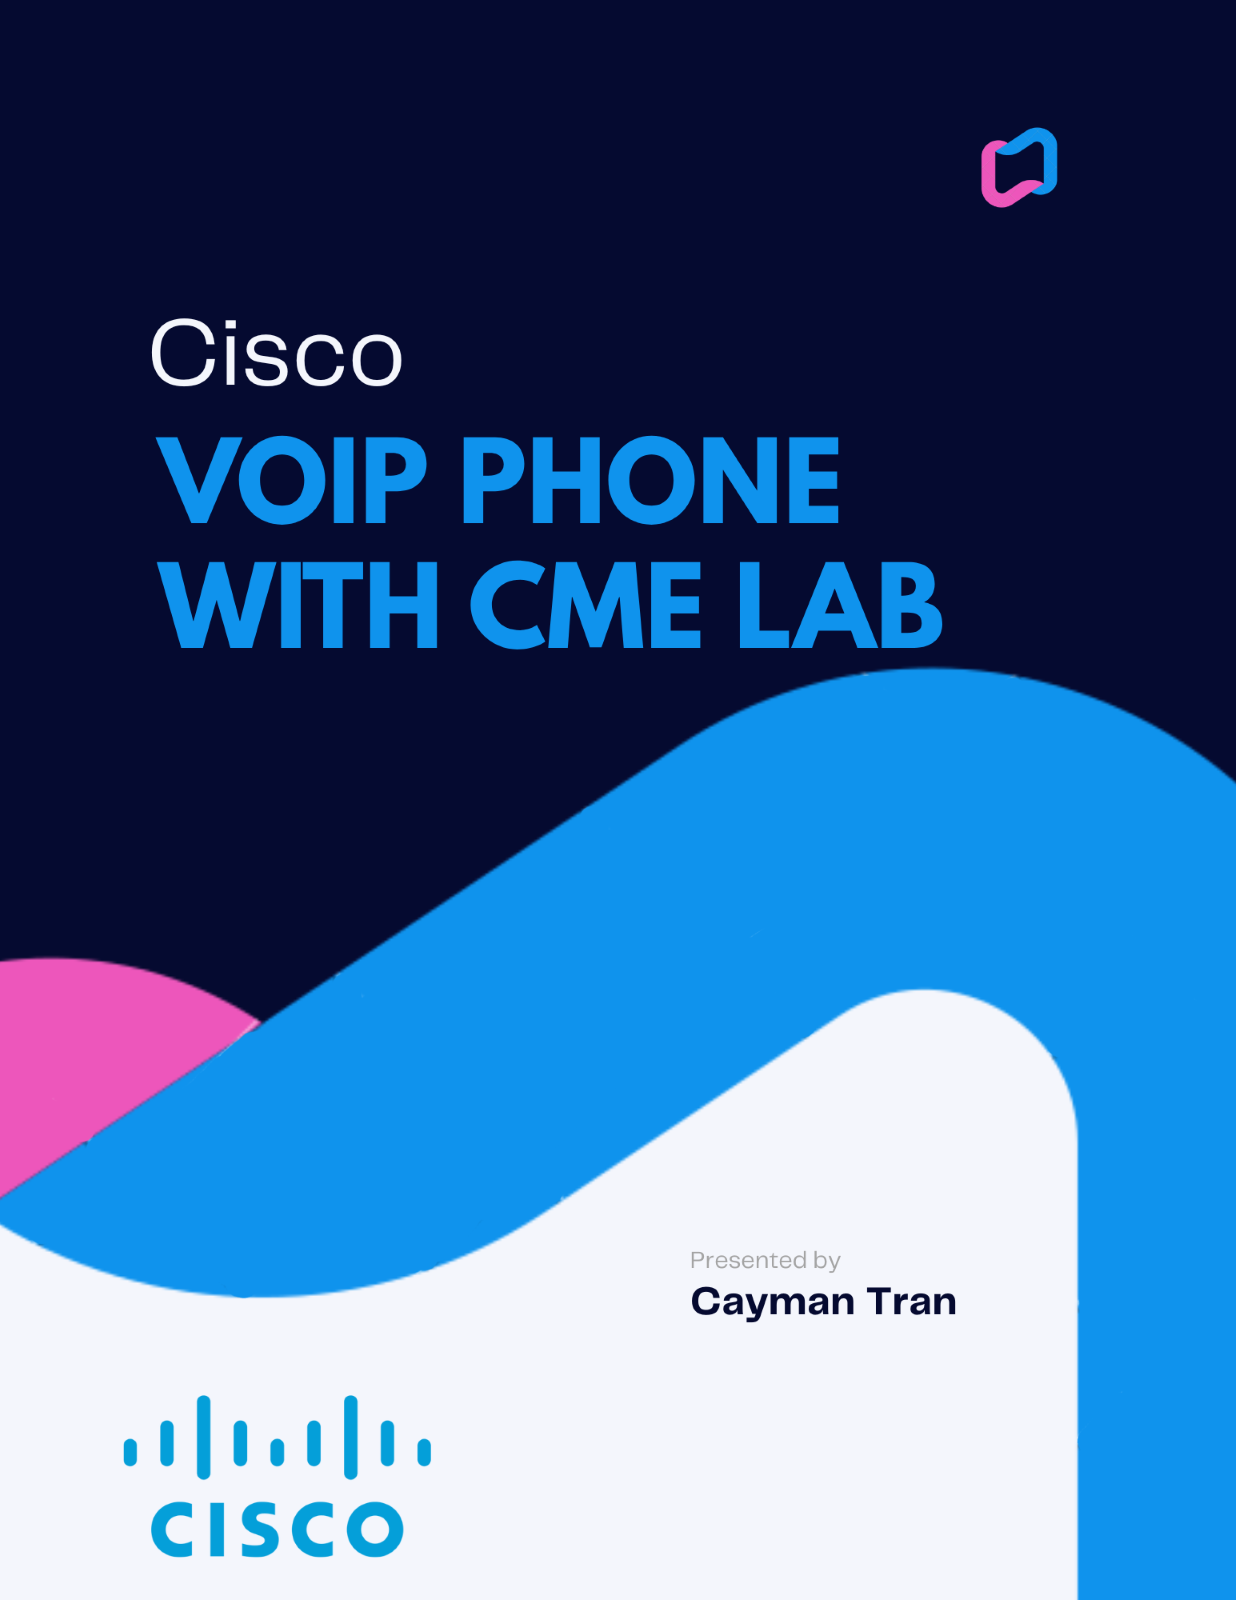 Cisco
VOIP PHONE
WITH CME LAB
Presented by
Cayman Tran
CISCO